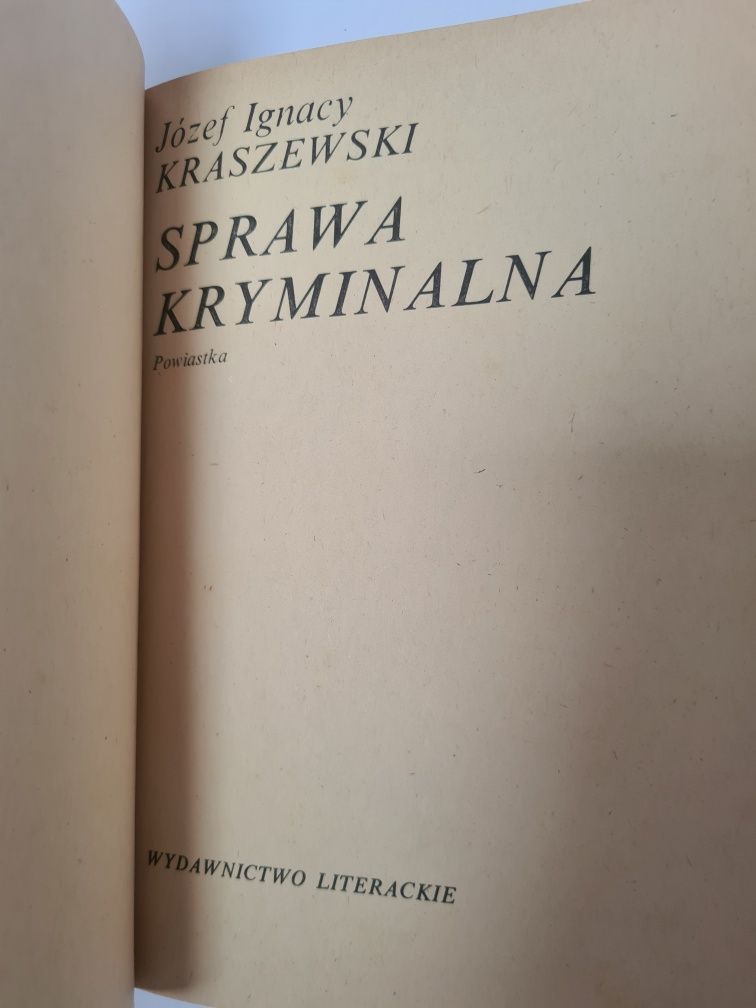 Józef Ignacy
KRASZEWSKI
SPRAWA
KRYMINALNA
Powiastka
WYDAWNICTWO LITERACKIE